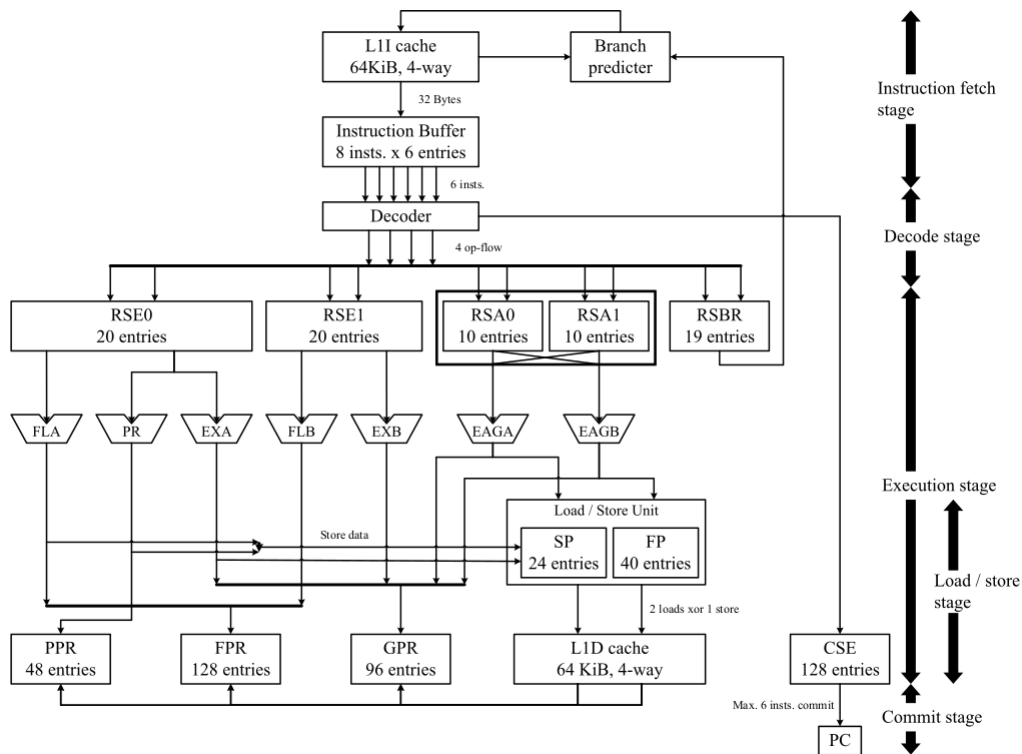 L1I cache
64KiB, 4-way
Branch
predicter
Instruction fetch
stage
32 Bytes
Instruction Buffer
8 insts. x 6 entries
6 insts.
Decoder
Decode stage
4 op-flow
RSE0
20 entries
RSE1
20 entries
RSA0
10 entries
RSA1
10 entries
RSBR
19 entries
FLA
PR
EXA
FLB
EXB
EAGA
EAGB
Execution stage
Load / Store Unit
Store data
SP
24 entries
FP
40 entries
Load / store
stage
2 loads xor 1 store
PPR
48 entries
FPR
128 entries
GPR
96 entries
L1D cache
64 KiB, 4-way
CSE
128 entries
Max. 6 insts. commit
Commit stage
PC